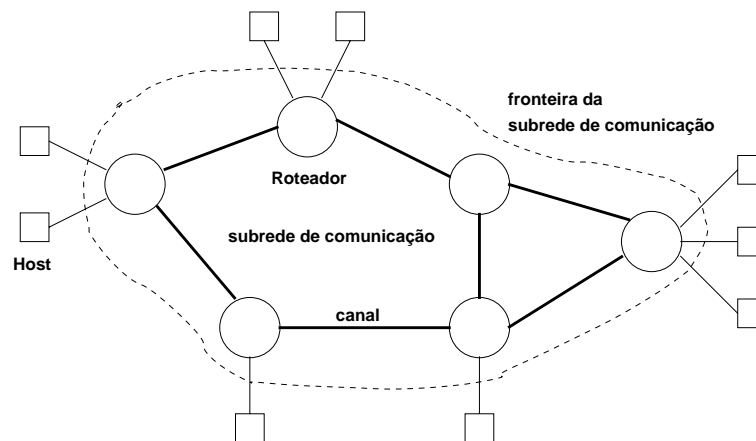 fronteira da
subrede de comunicação
Roteador
subrede de comunicação
Host
canal